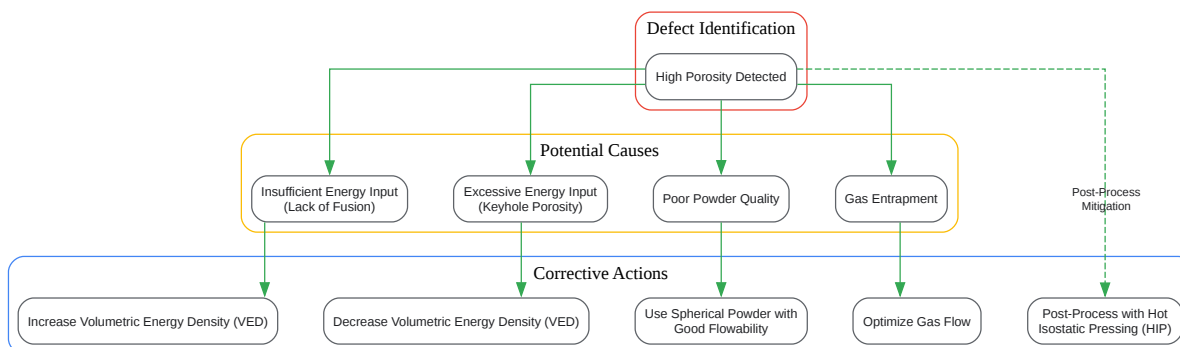 Defect Identification
High Porosity Detected
Potential Causes
Insufficient Energy Input
(Lack of Fusion)
Excessive Energy Input
(Keyhole Porosity)
Poor Powder Quality
Gas Entrapment
Post-Process
Mitigation
Corrective Actions
Increase Volumetric Energy Density (VED)
Decrease Volumetric Energy Density (VED)
Use Spherical Powder with
Good Flowability
Optimize Gas Flow
Post-Process with Hot
Isostatic Pressing (HIP)